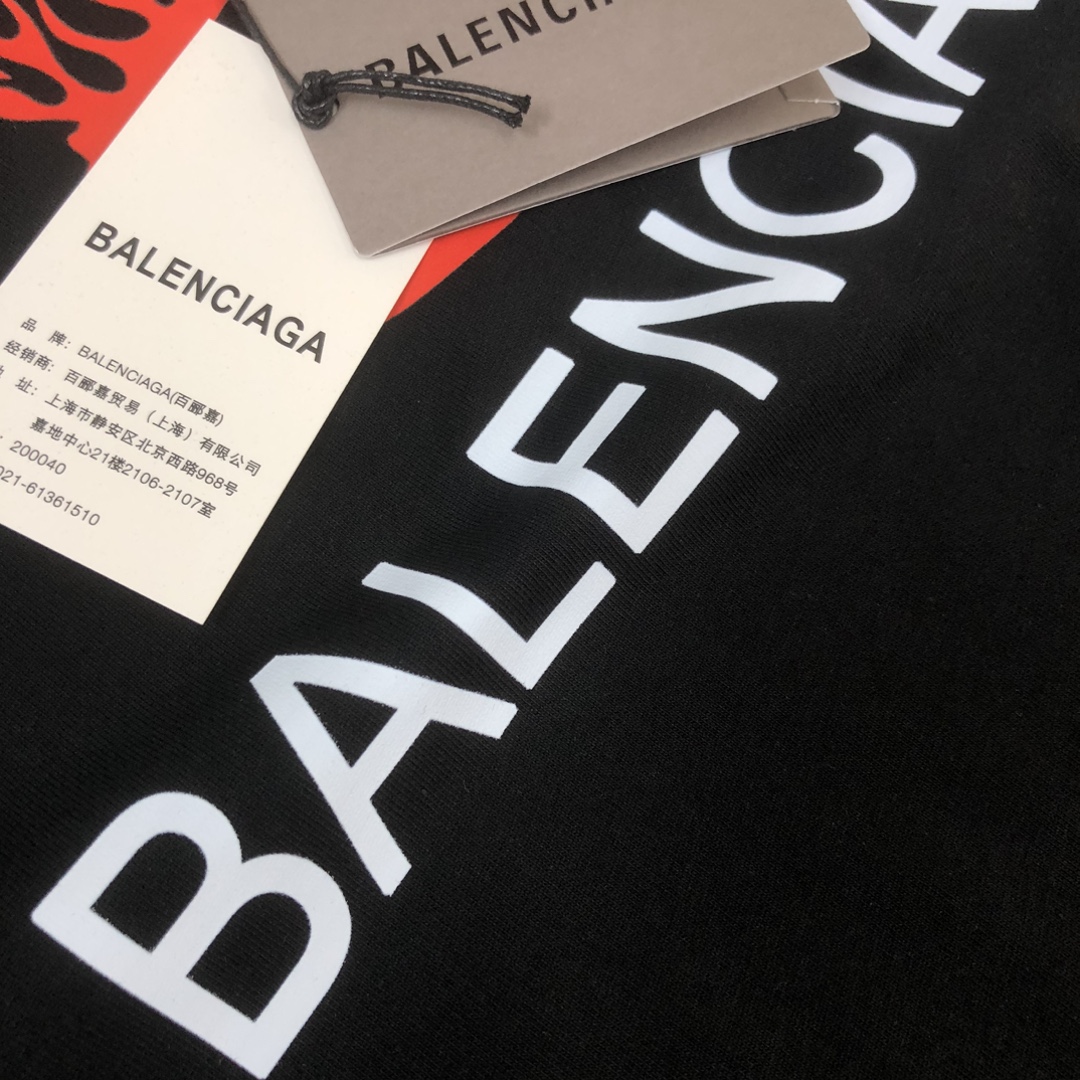 BALENCIA
BALENCIAGA
品 牌: BALENCIAGA(百郦嘉)
经销商: 百郦嘉贸易（上海）有限公司
址: 上海市静安区北京西路968号
嘉地中心21楼2106-2107室
: 200040
021-61361510
BALENCIA